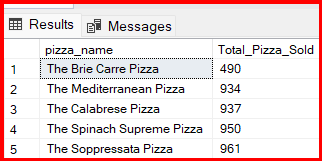 Results Messages
pizza_name Total_Pizza_Sold
1 The Brie Carre Pizza 490
2 The Mediterranean Pizza 934
3 The Calabrese Pizza 937
4 The Spinach Supreme Pizza 950
5 The Soppressata Pizza 961